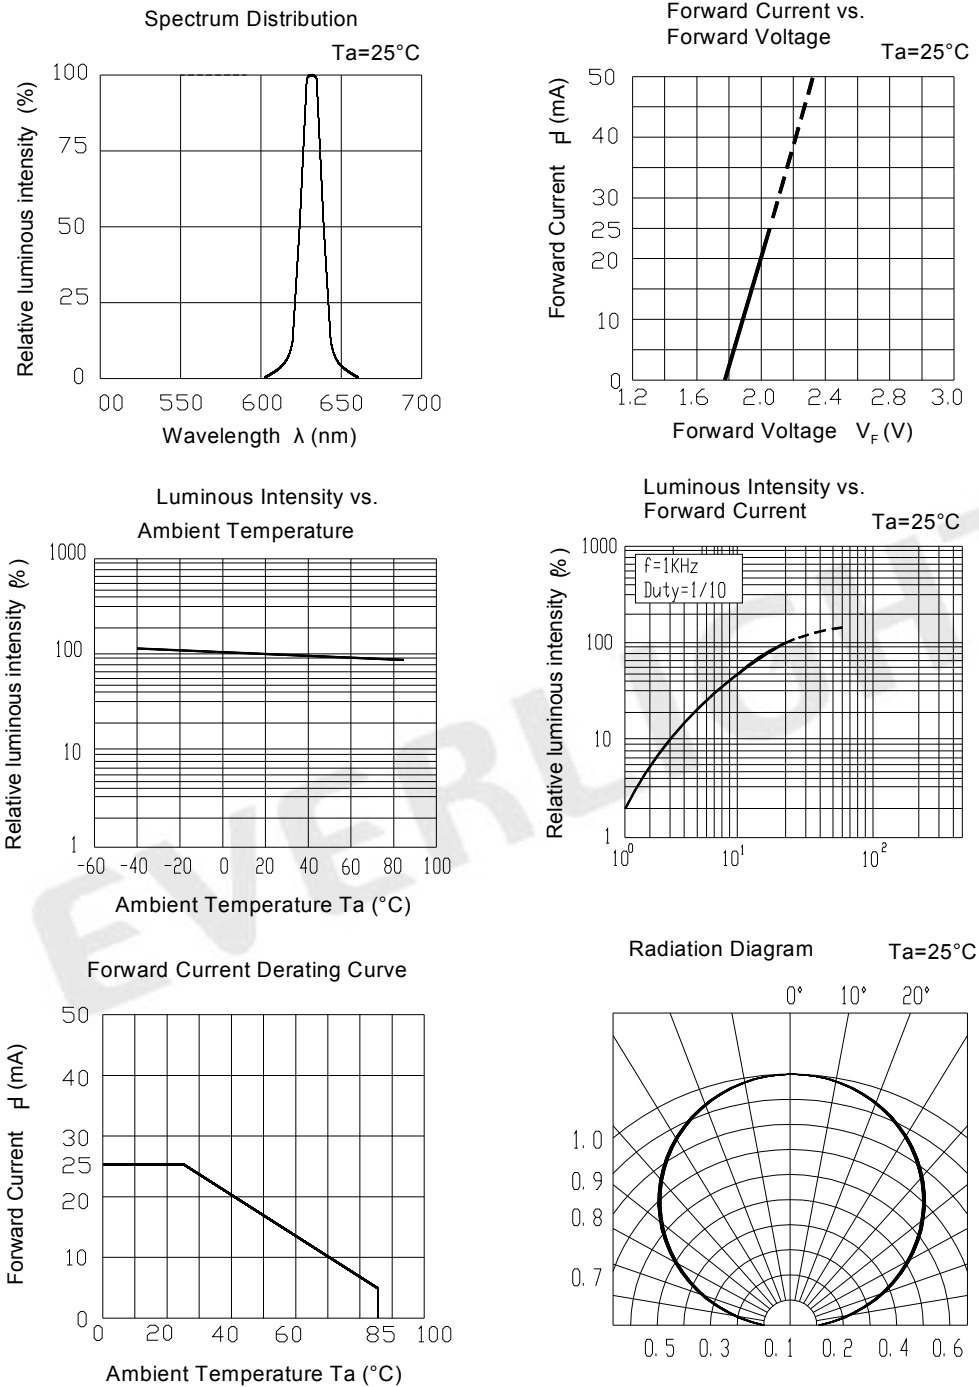 Spectrum Distribution
Ta=25°C
Relative luminous intensity (%)
100
75
50
25
0
00 550 600 650 700
Wavelength λ (nm)
Forward Current vs.
Forward Voltage
Ta=25°C
Forward Current (mA)
50
40
30
25
20
10
0
1.2 1.6 2.0 2.4 2.8 3.0
Forward Voltage VF (V)
Luminous Intensity vs.
Ambient Temperature
Relative luminous intensity (%)
1000
100
10
1
-60 -40 -20 0 20 40 60 80 100
Ambient Temperature Ta (°C)
Luminous Intensity vs.
Forward Current
Ta=25°C
Relative luminous intensity (%)
1000
f=1KHz
Duty=1/10
100
10
1
10⁰ 10¹ 10²
EVERLIGHT
Forward Current Derating Curve
Forward Current (mA)
50
40
30
25
20
10
0
0 20 40 60 85 100
Ambient Temperature Ta (°C)
Radiation Diagram
Ta=25°C
0° 10° 20°
1.0
0.9
0.8
0.7
0.5 0.3 0.1 0.2 0.4 0.6